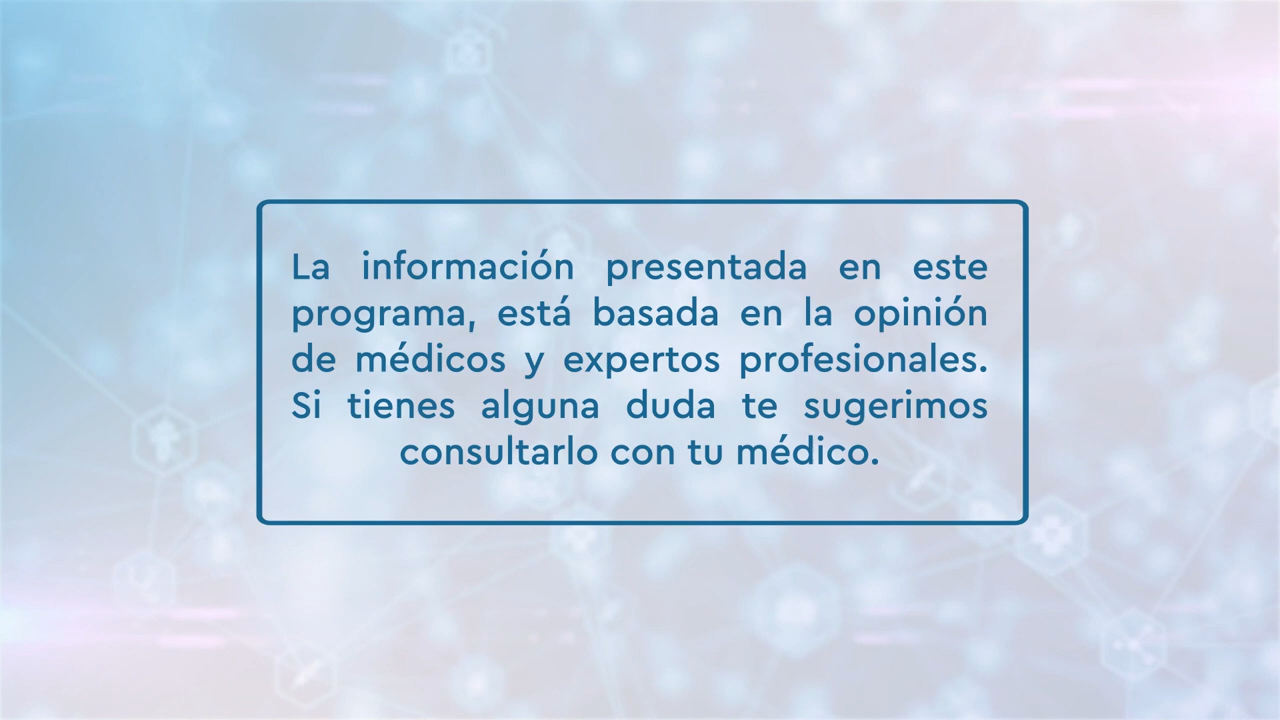 La información presentada en este
programa, está basada en la opinión
de médicos y expertos profesionales.
Si tienes alguna duda te sugerimos
consultarlo con tu médico.